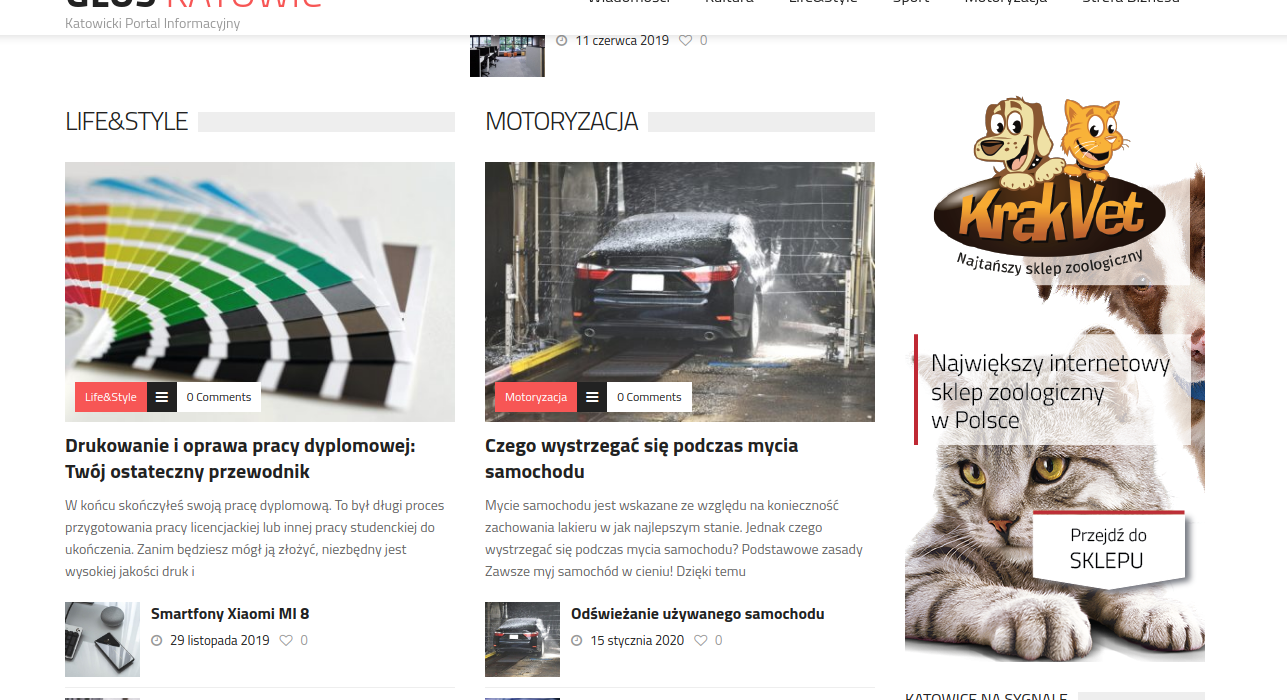 GŁOS KATOWIC
Katowicki Portal Informacyjny
Wiadomości Kultura Life&Style Sport Motoryzacja Strefa Biznesu
11 czerwca 2019 0
LIFE&STYLE
Life&Style 0 Comments
Drukowanie i oprawa pracy dyplomowej:
Twój ostateczny przewodnik
W końcu skończyłeś swoją pracę dyplomową. To był długi proces
przygotowania pracy licencjackiej lub innej pracy studenckiej do
ukończenia. Zanim będziesz mógł ją złożyć, niezbędny jest
wysokiej jakości druk i
Smartfony Xiaomi MI 8
29 listopada 2019 0
MOTORYZACJA
Motoryzacja 0 Comments
Czego wystrzegać się podczas mycia
samochodu
Mycie samochodu jest wskazane ze względu na konieczność
zachowania lakieru w jak najlepszym stanie. Jednak czego
wystrzegać się podczas mycia samochodu? Podstawowe zasady
Zawsze myj samochód w cieniu! Dzięki temu
Odświeżanie używanego samochodu
15 stycznia 2020 0
KrakVet
Najtańszy sklep zoologiczny
Największy internetowy
sklep zoologiczny
w Polsce
Przejdź do
SKLEPU
KATOWICE NA SYGNALE